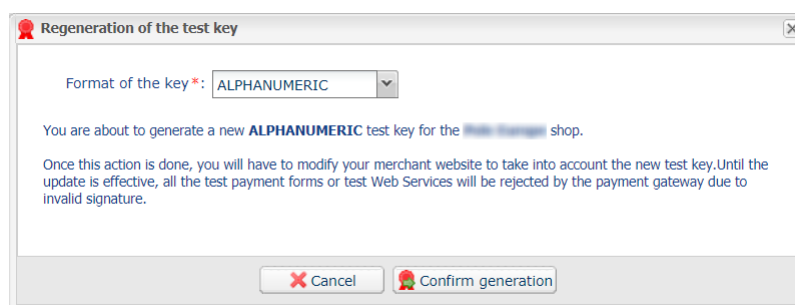 Regeneration of the test key
Format of the key*: ALPHANUMERIC
You are about to generate a new ALPHANUMERIC test key for the shop.
Once this action is done, you will have to modify your merchant website to take into account the new test key.Until the
update is effective, all the test payment forms or test Web Services will be rejected by the payment gateway due to
invalid signature.
Cancel Confirm generation